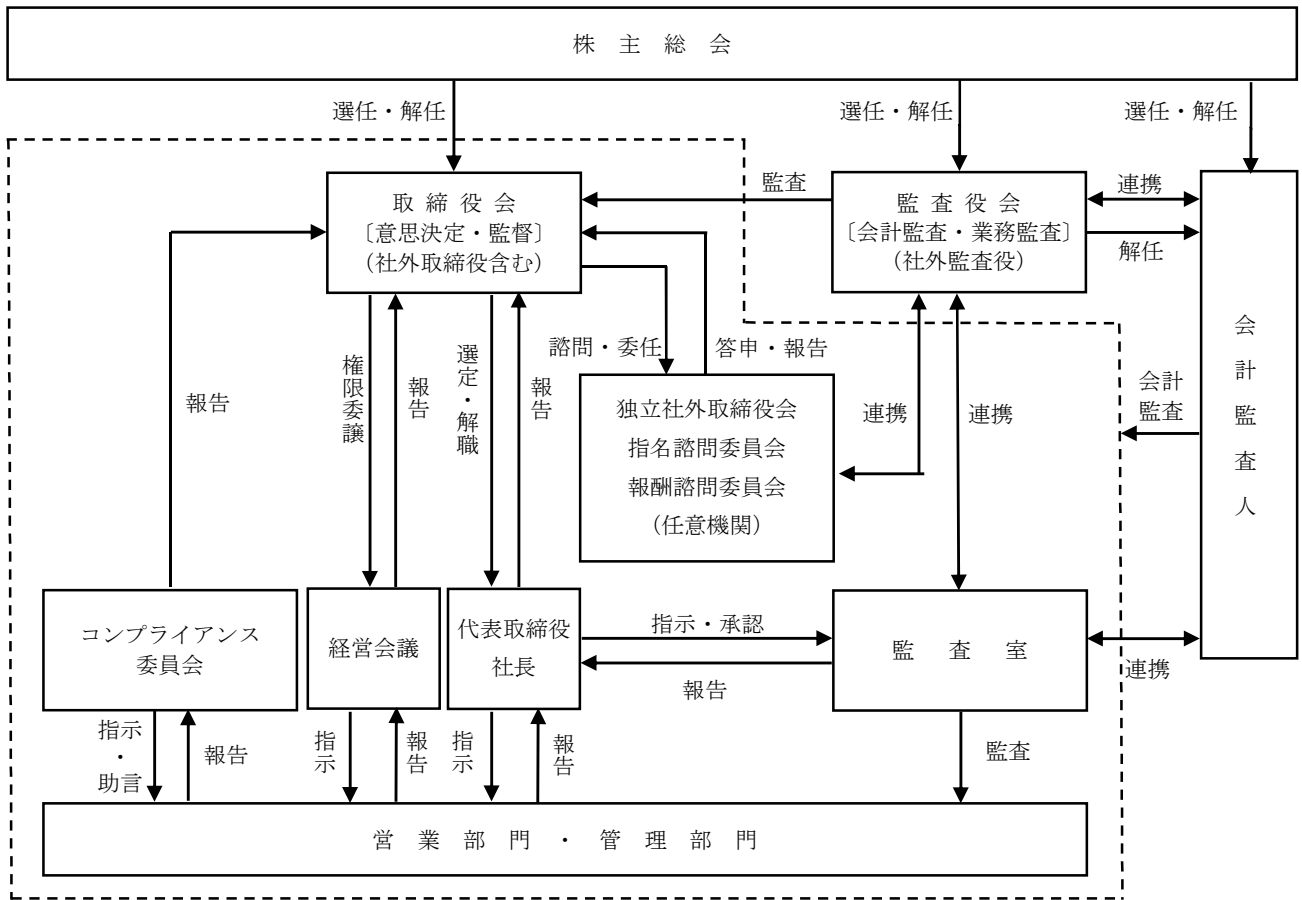 株 主 総 会
選任・解任
選任・解任
選任・解任
取 締 役 会
〔意思決定・監督〕
(社外取締役含む)
監査
監 査 役 会
〔会計監査・業務監査〕
(社外監査役)
連携
解任
会計監査人
権限委譲
報告
選定・解職
報告
諮問・委任
答申・報告
報告
独立社外取締役会
指名諮問委員会
報酬諮問委員会
(任意機関)
連携
連携
会計
監査
コンプライアンス
委員会
経営会議
代表取締役
社長
指示・承認
報告
監 査 室
連携
指示
・
助言
報告
指示
報告
指示
報告
監査
営 業 部 門 ・ 管 理 部 門